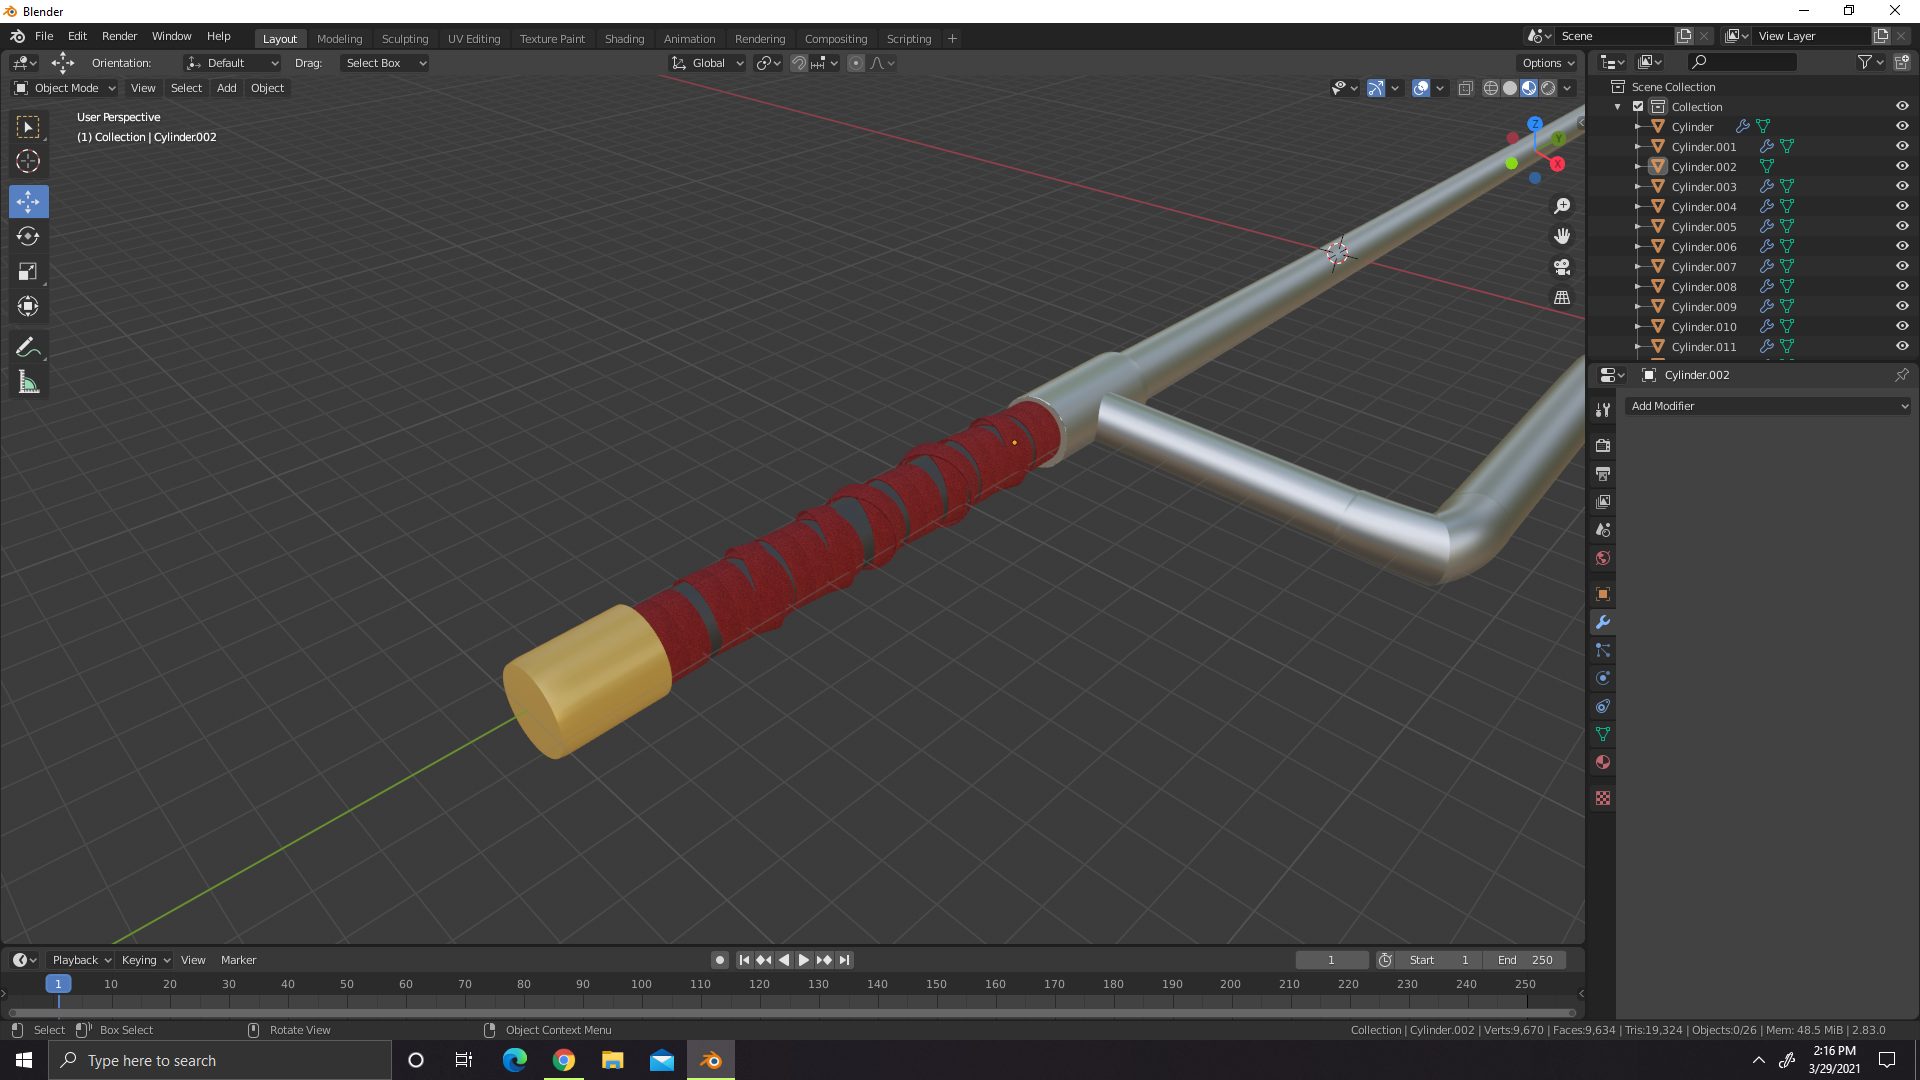 Blender
File Edit Render Window Help
Layout Modeling Sculpting UV Editing Texture Paint Shading Animation Rendering Compositing Scripting +
Scene
View Layer
Orientation: Default Drag: Select Box
Global
Options
Object Mode View Select Add Object
User Perspective
(1) Collection | Cylinder.002
Z
Y
X
Scene Collection
Collection
Cylinder
Cylinder.001
Cylinder.002
Cylinder.003
Cylinder.004
Cylinder.005
Cylinder.006
Cylinder.007
Cylinder.008
Cylinder.009
Cylinder.010
Cylinder.011
Cylinder.002
Add Modifier
Playback Keying View Marker
1
Start 1
End 250
1 10 20 30 40 50 60 70 80 90 100 110 120 130 140 150 160 170 180 190 200 210 220 230 240 250
Select Box Select Rotate View Object Context Menu
Collection | Cylinder.002 | Verts:9,670 | Faces:9,634 | Tris:19,324 | Objects:0/26 | Mem: 48.5 MiB | 2.83.0
Type here to search
2:16 PM
3/29/2021